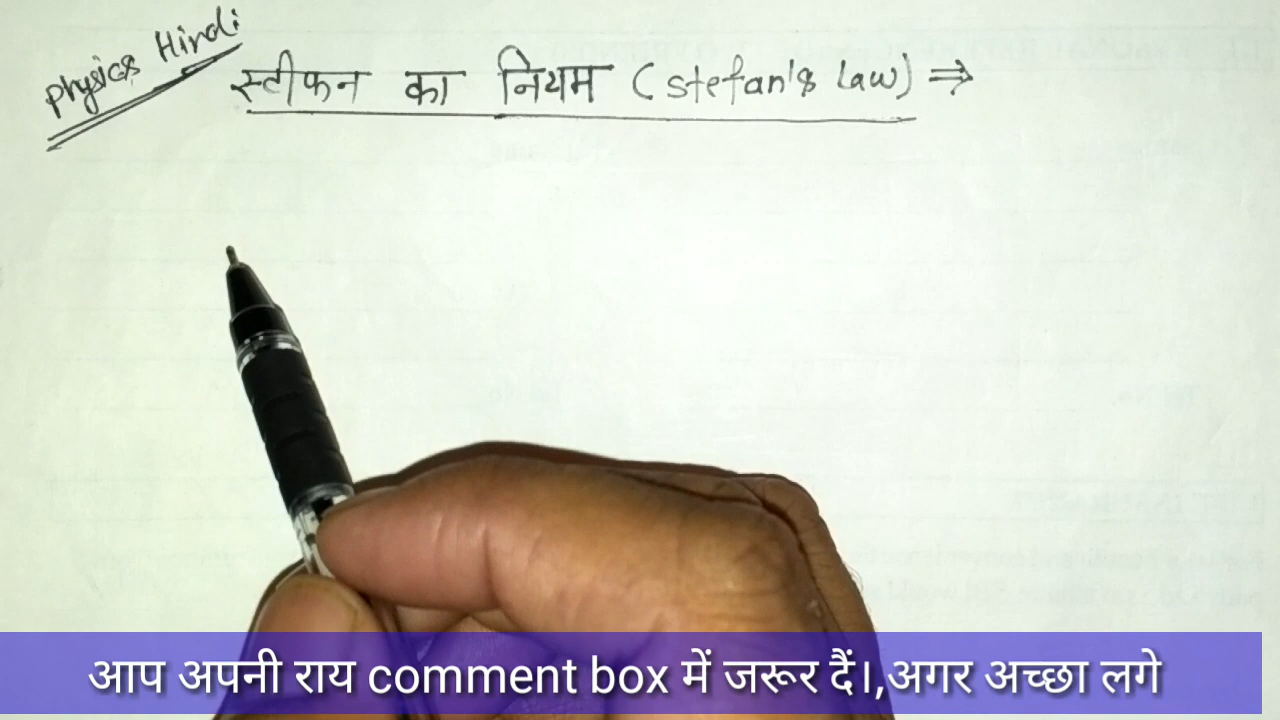 Physics Hindi
स्टीफन का नियम (stefan's law) ⇒
आप अपनी राय comment box में जरूर दैं।,अगर अच्छा लगे